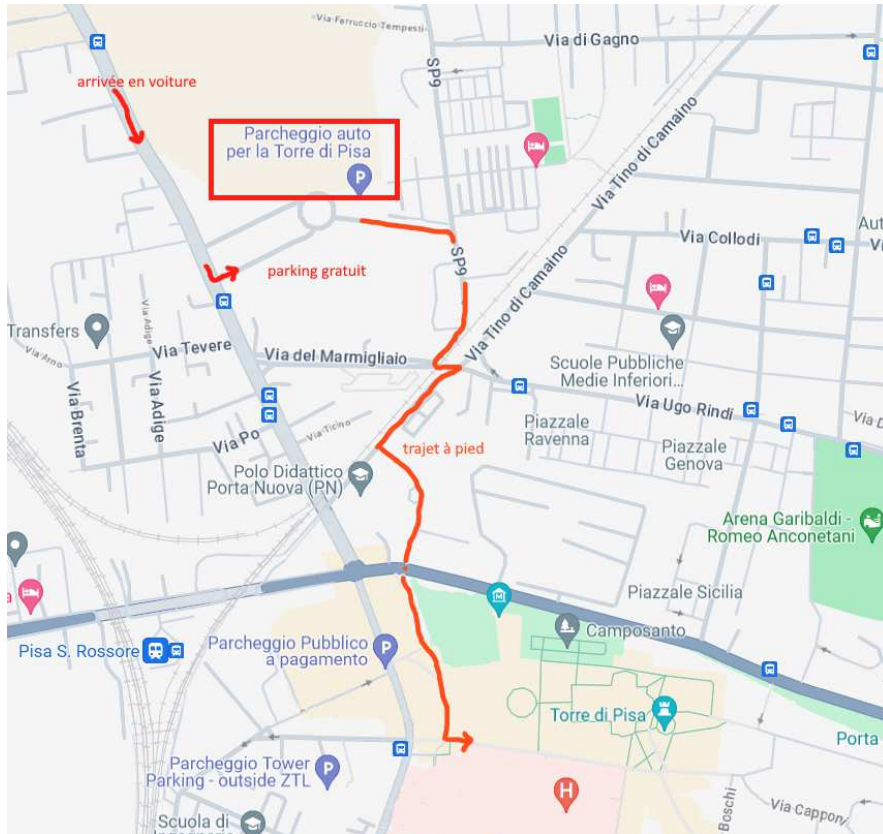 Via Ferruccio Tempesti
Via di Gagno
SP9
arrivée en voiture
Parcheggio auto
per la Torre di Pisa
P
Via Tino di Camaino
SP9
Via Collodi
Aut
parking gratuit
Via Tino di Camaino
Transfers
Via Adige
Via Arno
Via Tevere
Via del Marmigliaio
Scuole Pubbliche
Medie Inferiori...
Via Brenta
Via Adige
Via Ugo Rindi
Via Po
Via Ticino
trajet à pied
Piazzale
Ravenna
Piazzale
Genova
Polo Didattico
Porta Nuova (PN)
Arena Garibaldi -
Romeo Anconetani
Piazzale Sicilia
M
Camposanto
Pisa S. Rossore
Parcheggio Pubblico
a pagamento
P
Torre di Pisa
Porta
Parcheggio Tower
Parking - outside ZTL
P
H
Boschi
Via Cappon
Scuola di